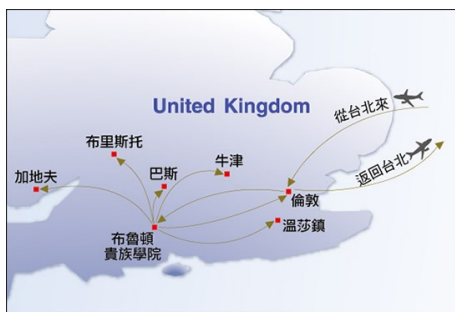 United Kingdom
從台北來
返回台北
布里斯托
巴斯
牛津
加地夫
倫敦
溫莎鎮
布魯頓
貴族學院